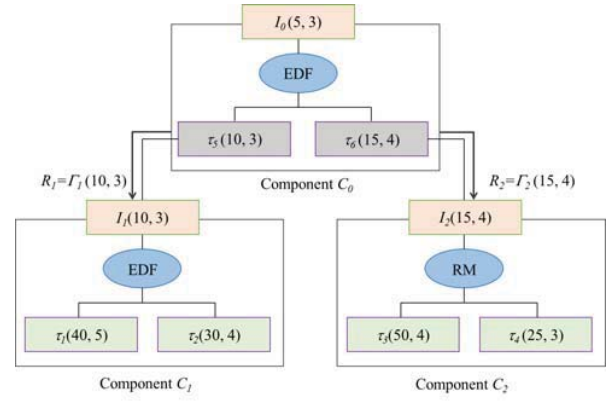 I₀(5, 3)
EDF
τ₅(10, 3) τ₆(15, 4)
R₁=Γ₁(10, 3) Component C₀ R₂=Γ₂(15, 4)
I₁(10, 3) I₂(15, 4)
EDF RM
τ₁(40, 5) τ₂(30, 4) τ₃(50, 4) τ₄(25, 3)
Component C₁ Component C₂